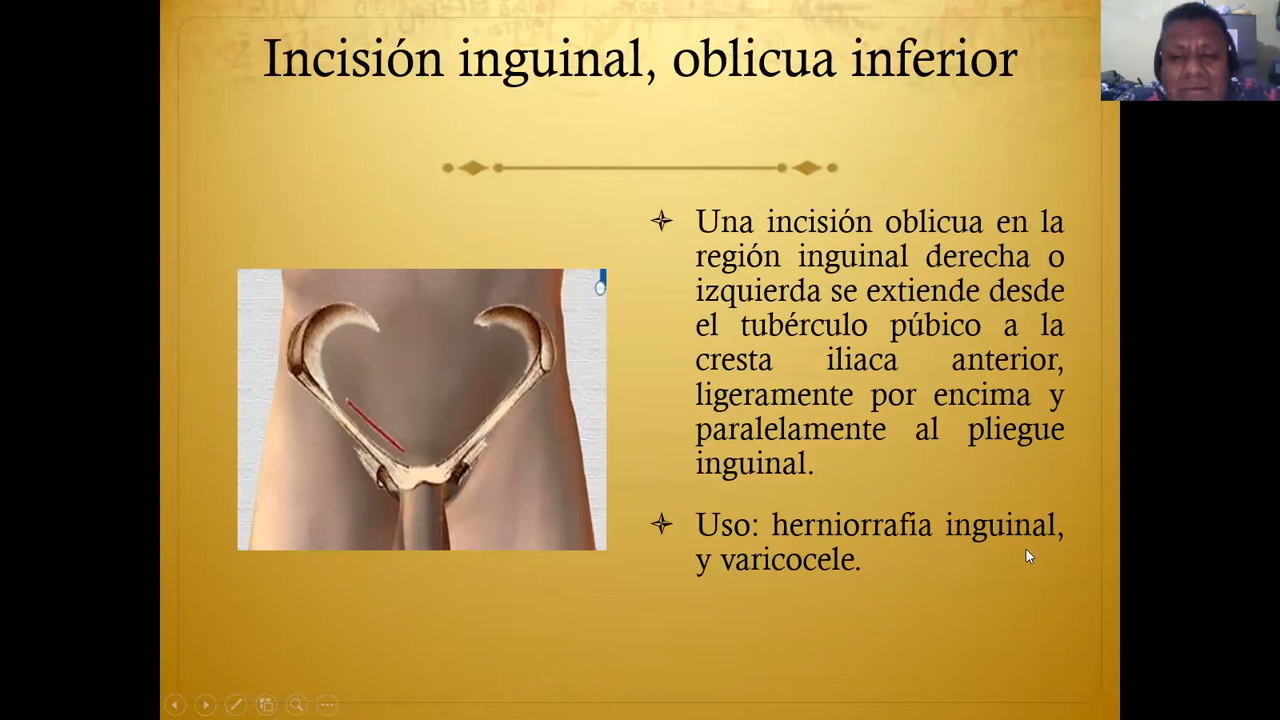 Incisión inguinal, oblicua inferior
Una incisión oblicua en la
región inguinal derecha o
izquierda se extiende desde
el tubérculo púbico a la
cresta iliaca anterior,
ligeramente por encima y
paralelamente al pliegue
inguinal.
Uso: herniorrafia inguinal,
y varicocele.